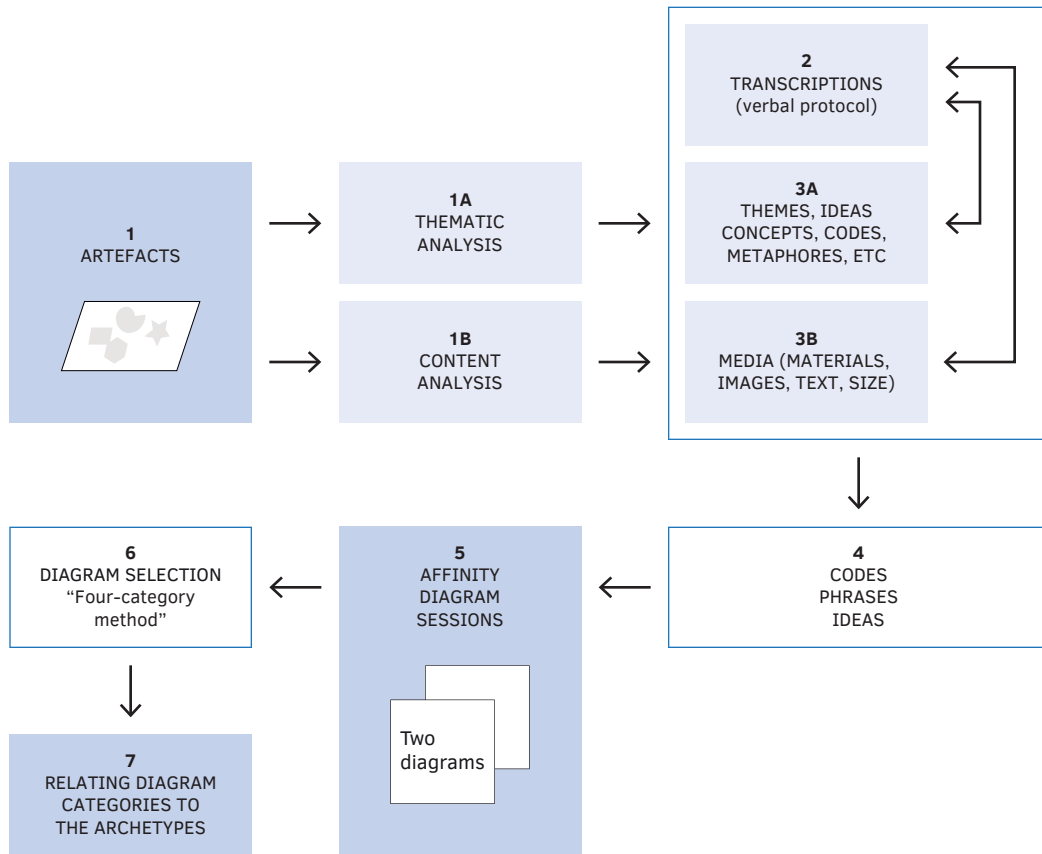 2
TRANSCRIPTIONS
(verbal protocol)
1
ARTEFACTS
1A
THEMATIC
ANALYSIS
3A
THEMES, IDEAS
CONCEPTS, CODES,
METAPHORES, ETC
1B
CONTENT
ANALYSIS
3B
MEDIA (MATERIALS,
IMAGES, TEXT, SIZE)
4
CODES
PHRASES
IDEAS
5
AFFINITY
DIAGRAM
SESSIONS
Two
diagrams
6
DIAGRAM SELECTION
“Four-category
method”
7
RELATING DIAGRAM
CATEGORIES TO
THE ARCHETYPES